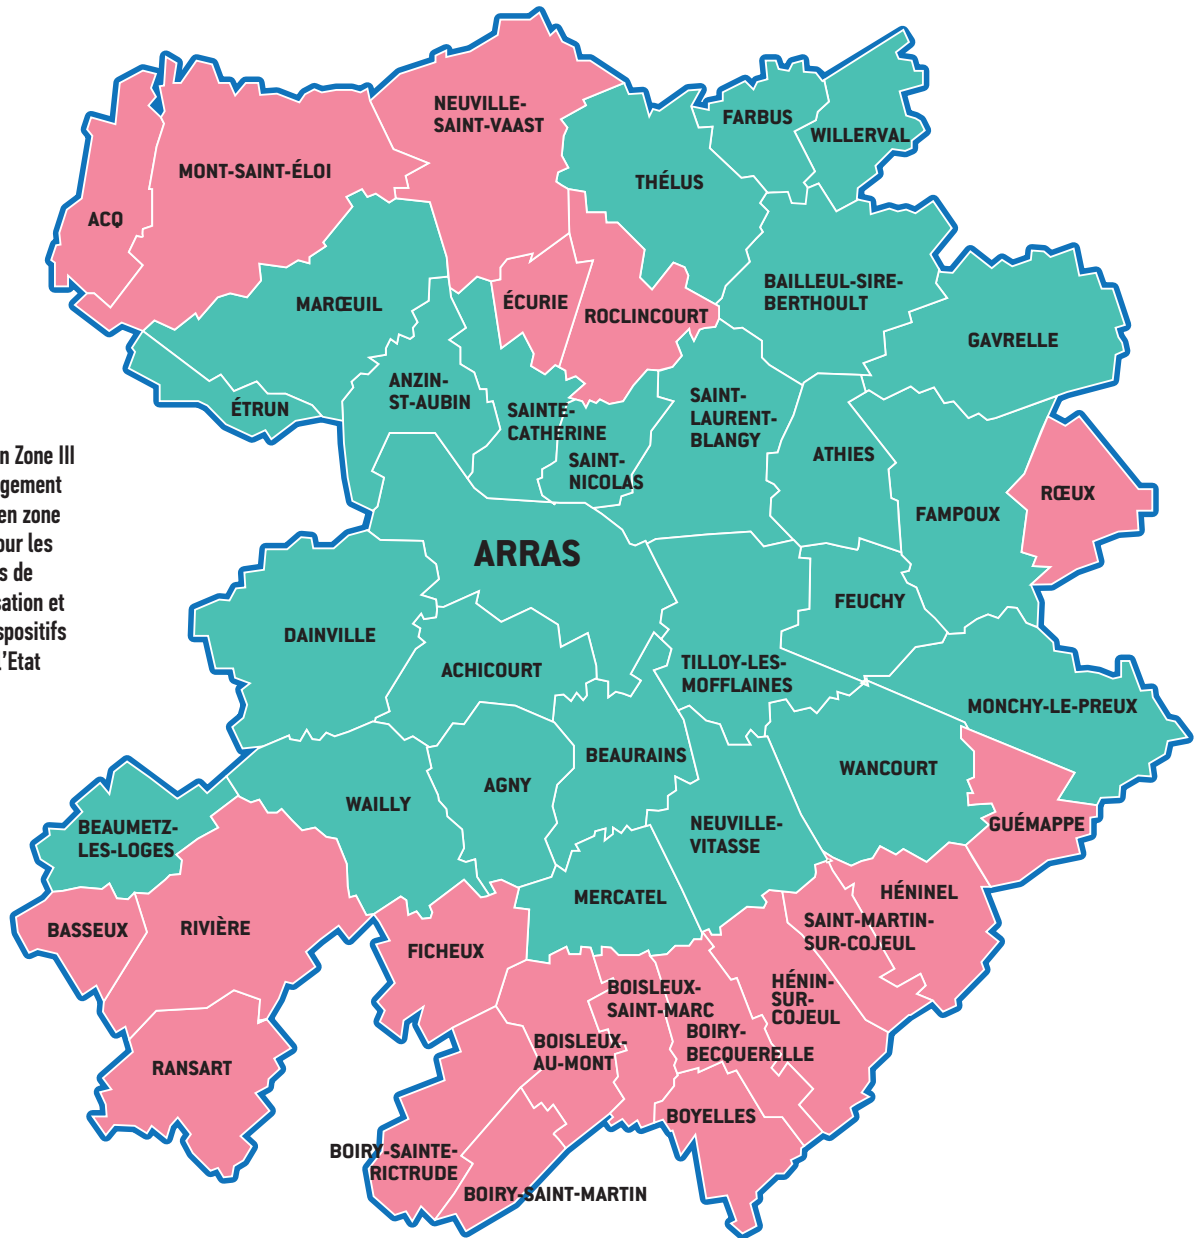 NEUVILLE-
SAINT-VAAST
FARBUS
WILLERVAL
MONT-SAINT-ÉLOI
THÉLUS
ACQ
BAILLEUL-SIRE-
BERTHOULT
MARŒUIL
ÉCURIE
ROCLINCOURT
GAVRELLE
ANZIN-
ST-AUBIN
ÉTRUN
SAINTE-
CATHERINE
SAINT-
LAURENT-
BLANGY
SAINT-
NICOLAS
ATHIES
RŒUX
FAMPOUX
n Zone III
gement
en zone
our les
s de
sation et
spositifs
l'Etat
ARRAS
FEUCHY
DAINVILLE
ACHICOURT
TILLOY-LES-
MOFFLAINES
MONCHY-LE-PREUX
BEAURAINS
WANCOURT
AGNY
WAILLY
BEAUMETZ-
LES-LOGES
NEUVILLE-
VITASSE
GUÉMAPPE
MERCATEL
HÉNINEL
BASSEUX
RIVIÈRE
SAINT-MARTIN-
SUR-COJEUL
FICHEUX
BOISLEUX-
SAINT-MARC
HÉNIN-
SUR-
COJEUL
BOIRY-
BECQUERELLE
BOISLEUX-
AU-MONT
RANSART
BOYELLES
BOIRY-SAINTE-
RICTRUDE
BOIRY-SAINT-MARTIN